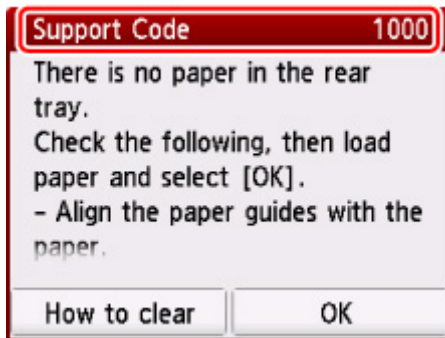 Support Code 1000
There is no paper in the rear
tray.
Check the following, then load
paper and select [OK].
– Align the paper guides with the
paper.
How to clear OK